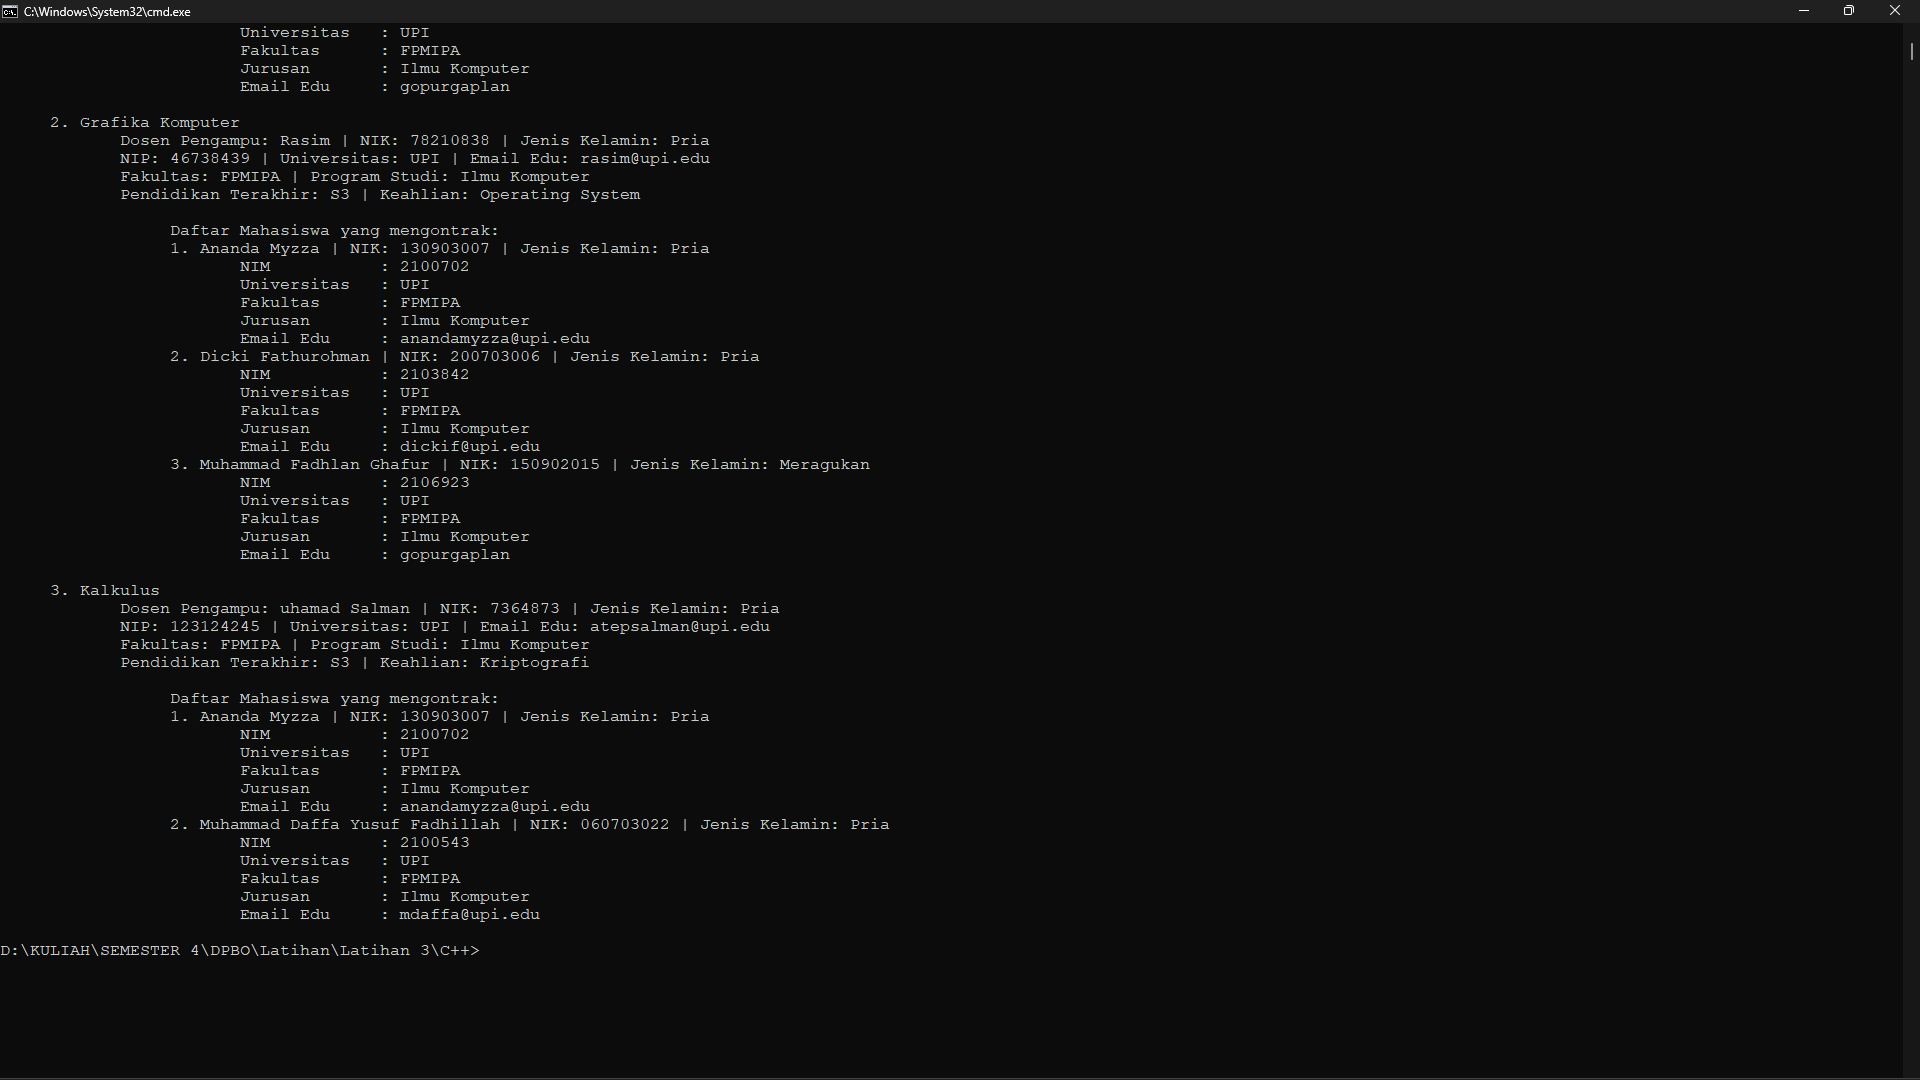 C:\Windows\System32\cmd.exe
Universitas : UPI
Fakultas : FPMIPA
Jurusan : Ilmu Komputer
Email Edu : gopurgaplan
2. Grafika Komputer
Dosen Pengampu: Rasim | NIK: 78210838 | Jenis Kelamin: Pria
NIP: 46738439 | Universitas: UPI | Email Edu: rasim@upi.edu
Fakultas: FPMIPA | Program Studi: Ilmu Komputer
Pendidikan Terakhir: S3 | Keahlian: Operating System
Daftar Mahasiswa yang mengontrak:
1. Ananda Myzza | NIK: 130903007 | Jenis Kelamin: Pria
NIM : 2100702
Universitas : UPI
Fakultas : FPMIPA
Jurusan : Ilmu Komputer
Email Edu : anandamyzza@upi.edu
2. Dicki Fathurohman | NIK: 200703006 | Jenis Kelamin: Pria
NIM : 2103842
Universitas : UPI
Fakultas : FPMIPA
Jurusan : Ilmu Komputer
Email Edu : dickif@upi.edu
3. Muhammad Fadhlan Ghafur | NIK: 150902015 | Jenis Kelamin: Meragukan
NIM : 2106923
Universitas : UPI
Fakultas : FPMIPA
Jurusan : Ilmu Komputer
Email Edu : gopurgaplan
3. Kalkulus
Dosen Pengampu: uhamad Salman | NIK: 7364873 | Jenis Kelamin: Pria
NIP: 123124245 | Universitas: UPI | Email Edu: atepsalman@upi.edu
Fakultas: FPMIPA | Program Studi: Ilmu Komputer
Pendidikan Terakhir: S3 | Keahlian: Kriptografi
Daftar Mahasiswa yang mengontrak:
1. Ananda Myzza | NIK: 130903007 | Jenis Kelamin: Pria
NIM : 2100702
Universitas : UPI
Fakultas : FPMIPA
Jurusan : Ilmu Komputer
Email Edu : anandamyzza@upi.edu
2. Muhammad Daffa Yusuf Fadhillah | NIK: 060703022 | Jenis Kelamin: Pria
NIM : 2100543
Universitas : UPI
Fakultas : FPMIPA
Jurusan : Ilmu Komputer
Email Edu : mdaffa@upi.edu
D:\KULIAH\SEMESTER 4\DPBO\Latihan\Latihan 3\C++>